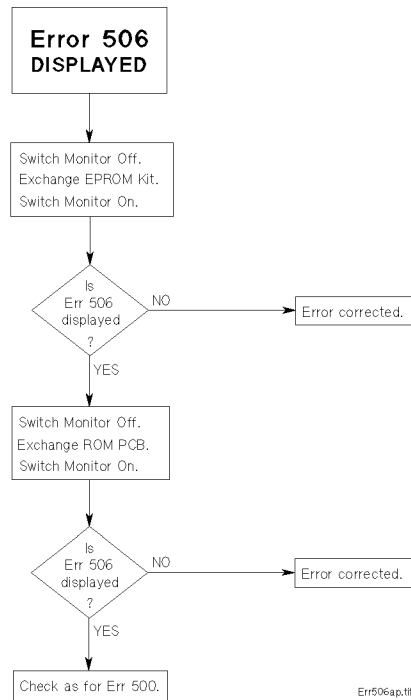 Error 506
DISPLAYED
Switch Monitor Off.
Exchange EPROM Kit.
Switch Monitor On.
Is
Err 506
displayed
?
NO
Error corrected.
YES
Switch Monitor Off.
Exchange ROM PCB.
Switch Monitor On.
Is
Err 506
displayed
?
NO
Error corrected.
YES
Check as for Err 500.
Err506ap.tif